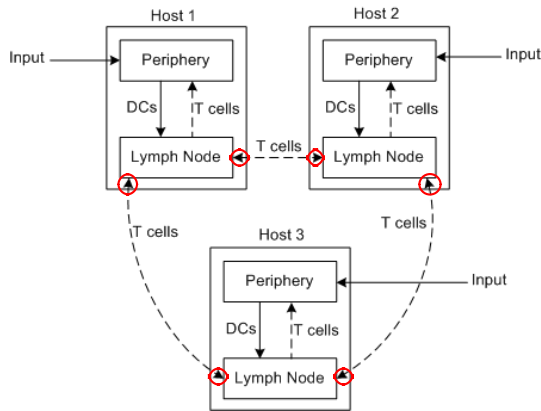 Host 1
Host 2
Input
Periphery
Periphery
Input
DCs
T cells
DCs
T cells
T cells
Lymph Node
Lymph Node
T cells
T cells
Host 3
Periphery
Input
DCs
T cells
Lymph Node